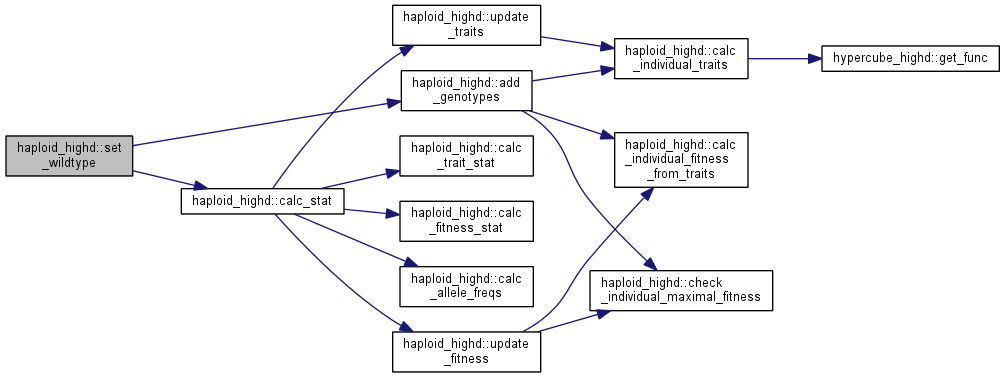 haploid_highd::set
_wildtype
haploid_highd::calc_stat
haploid_highd::update
_traits
haploid_highd::add
_genotypes
haploid_highd::calc
_trait_stat
haploid_highd::calc
_fitness_stat
haploid_highd::calc
_allele_freqs
haploid_highd::update
_fitness
haploid_highd::calc
_individual_traits
haploid_highd::calc
_individual_fitness
_from_traits
haploid_highd::check
_individual_maximal_fitness
hypercube_highd::get_func